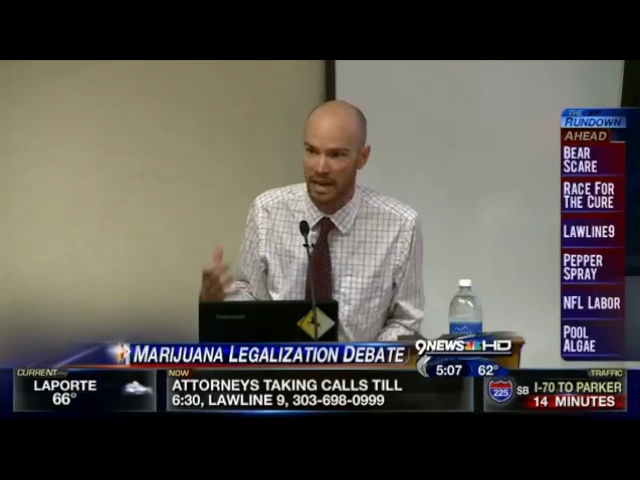 THE
RUNDOWN
AHEAD
BEAR
SCARE
RACE FOR
THE CURE
LAWLINE9
PEPPER
SPRAY
NFL LABOR
POOL
ALGAE
MARIJUANA LEGALIZATION DEBATE
9NEWS HD
5:07 62°
CURRENT
LAPORTE
66°
NOW
ATTORNEYS TAKING CALLS TILL
6:30, LAWLINE 9, 303-698-0999
TRAFFIC
225 SB I-70 TO PARKER
14 MINUTES